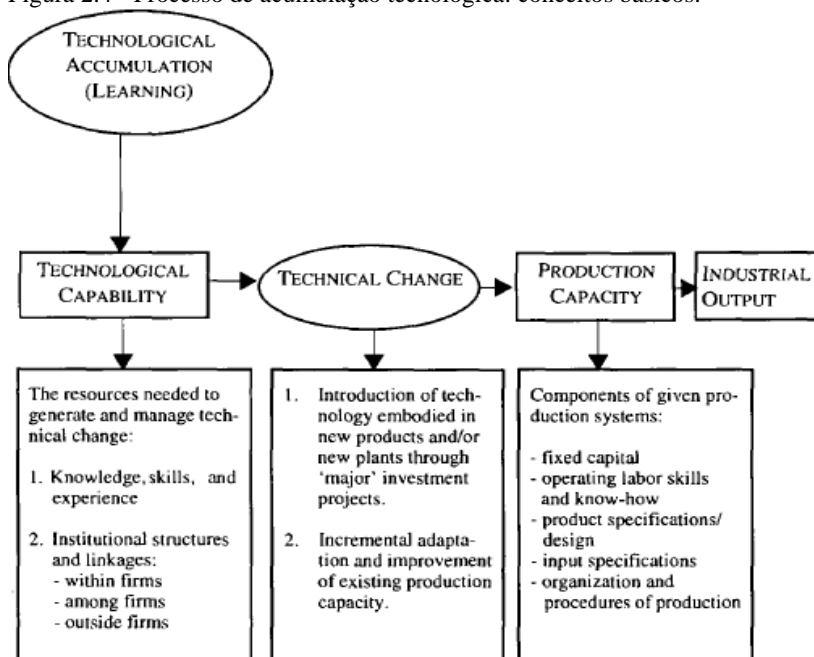 Figura 2.4 - Processo de acumulação tecnológica: conceitos básicos.
TECHNOLOGICAL
ACCUMULATION
(LEARNING)
TECHNOLOGICAL
CAPABILITY
TECHNICAL CHANGE
PRODUCTION
CAPACITY
INDUSTRIAL
OUTPUT
The resources needed to
generate and manage tech-
nical change:
1. Knowledge, skills, and
experience
2. Institutional structures
and linkages:
- within firms
- among firms
- outside firms
1. Introduction of tech-
nology embodied in
new products and/or
new plants through
'major' investment
projects.
2. Incremental adapta-
tion and improvement
of existing production
capacity.
Components of given pro-
duction systems:
- fixed capital
- operating labor skills
and know-how
- product specifications/
design
- input specifications
- organization and
procedures of production